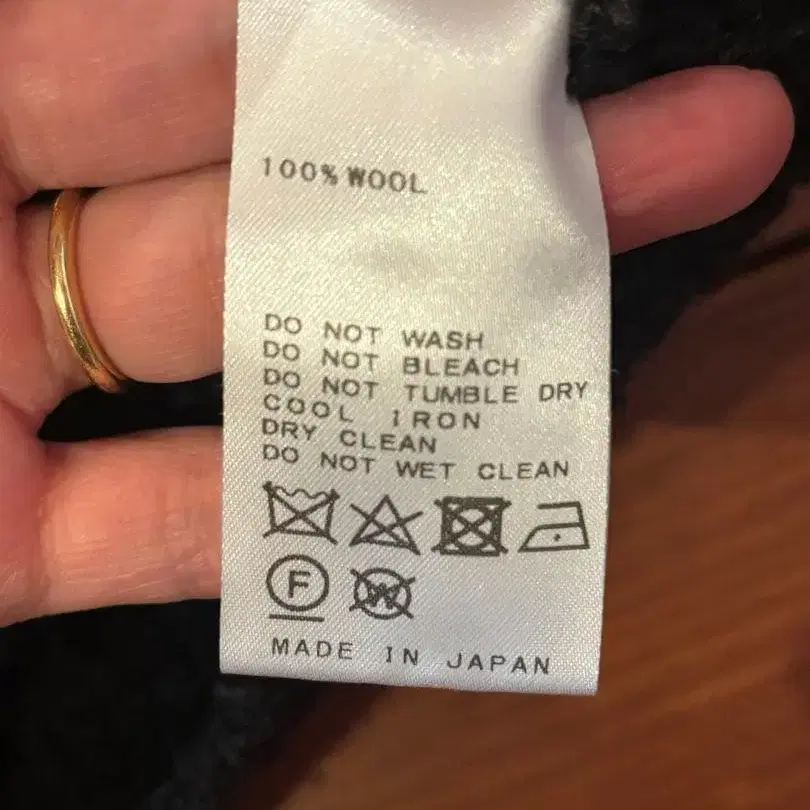 100% WOOL
DO NOT WASH
DO NOT BLEACH
DO NOT TUMBLE DRY
COOL IRON
DRY CLEAN
DO NOT WET CLEAN
F W
MADE IN JAPAN